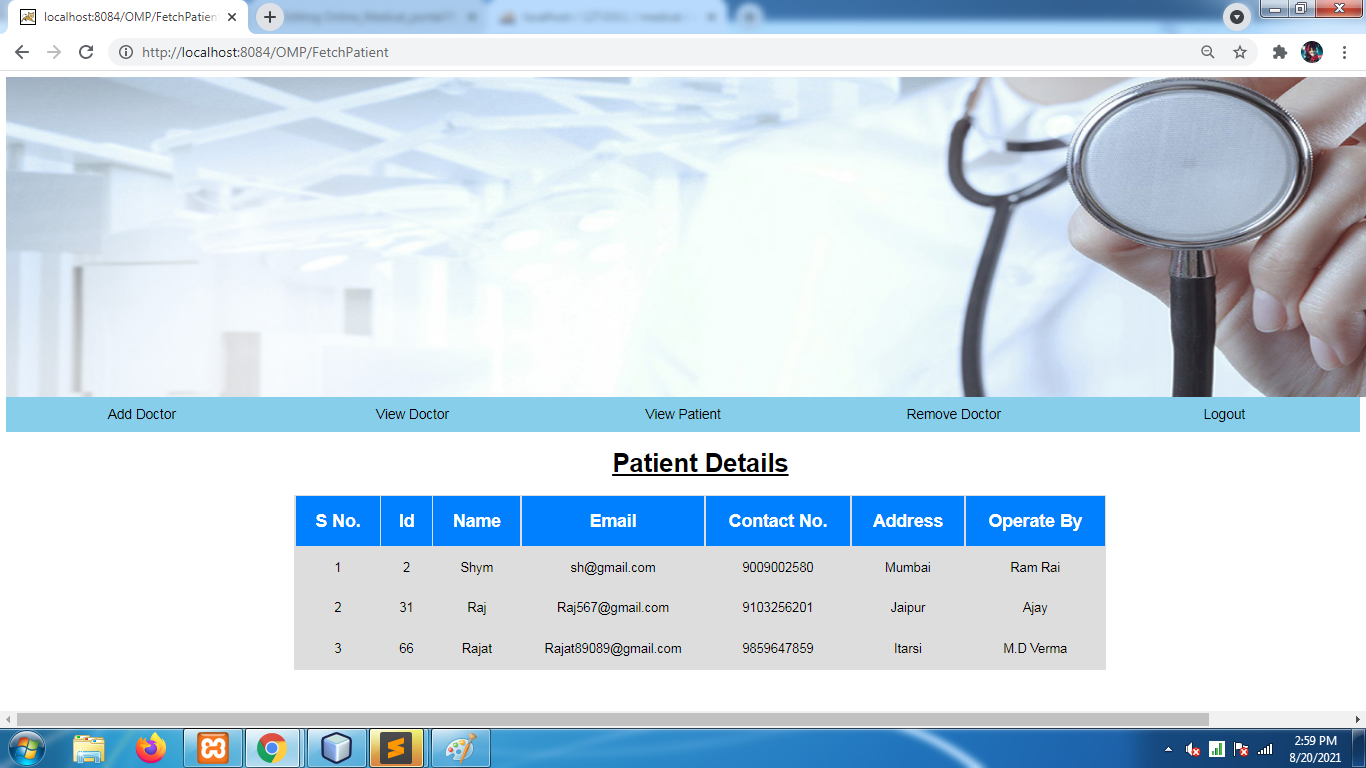 localhost:8084/OMP/FetchPatien
http://localhost:8084/OMP/FetchPatient
Add Doctor View Doctor View Patient Remove Doctor Logout
Patient Details
S No. Id Name Email Contact No. Address Operate By
1 2 Shym sh@gmail.com 9009002580 Mumbai Ram Rai
2 31 Raj Raj567@gmail.com 9103256201 Jaipur Ajay
3 66 Rajat Rajat89089@gmail.com 9859647859 Itarsi M.D Verma
2:59 PM
8/20/2021